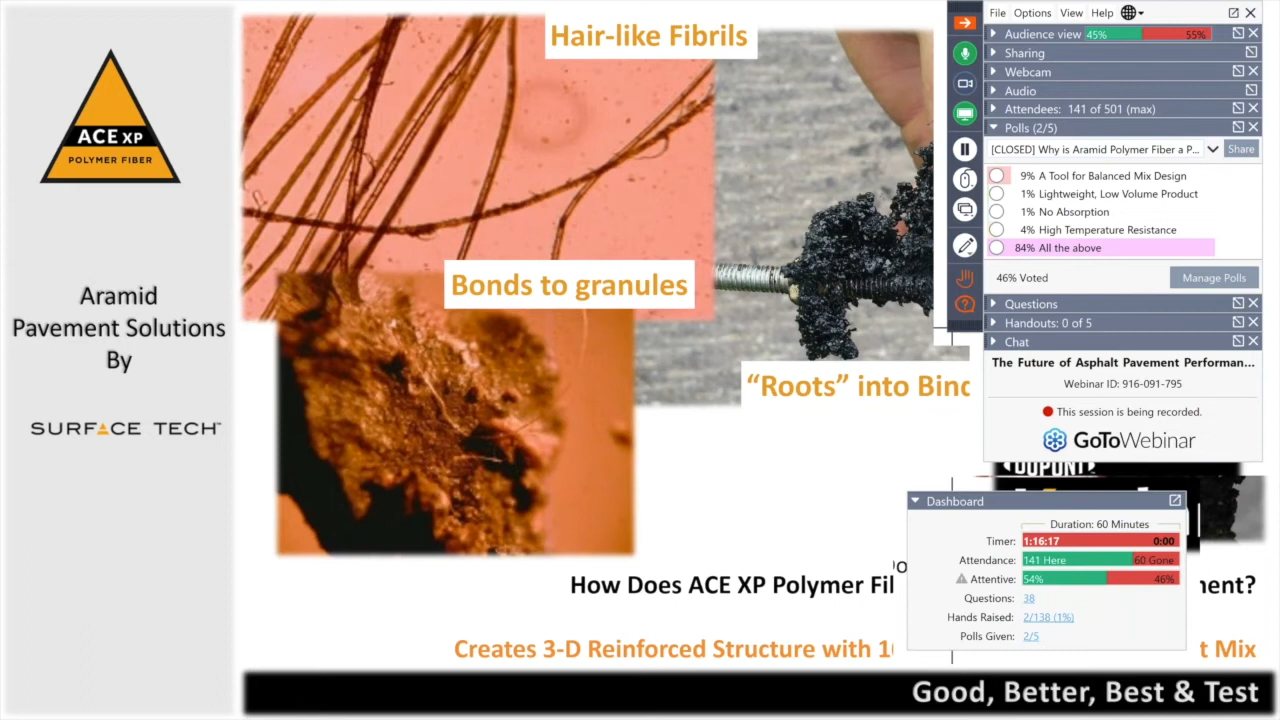 Hair-like Fibrils
ACE XP
POLYMER FIBER
Bonds to granules
Aramid
Pavement Solutions
By
SURFACE TECH
"Roots" into Binc
How Does ACE XP Polymer Fil
ment?
Creates 3-D Reinforced Structure with 1
t Mix
Good, Better, Best & Test
File Options View Help
Audience view 45% 55%
Sharing
Webcam
Audio
Attendees: 141 of 501 (max)
Polls (2/5)
[CLOSED] Why is Aramid Polymer Fiber a P... Share
9% A Tool for Balanced Mix Design
1% Lightweight, Low Volume Product
1% No Absorption
4% High Temperature Resistance
84% All the above
46% Voted Manage Polls
Questions
Handouts: 0 of 5
Chat
The Future of Asphalt Pavement Performan...
Webinar ID: 916-091-795
This session is being recorded.
GoToWebinar
DUPONT
Dashboard
Duration: 60 Minutes
Timer: 1:16:17 0:00
Attendance: 141 Here 60 Gone
Attentive: 54% 46%
Questions: 38
Hands Raised: 2/138 (1%)
Polls Given: 2/5